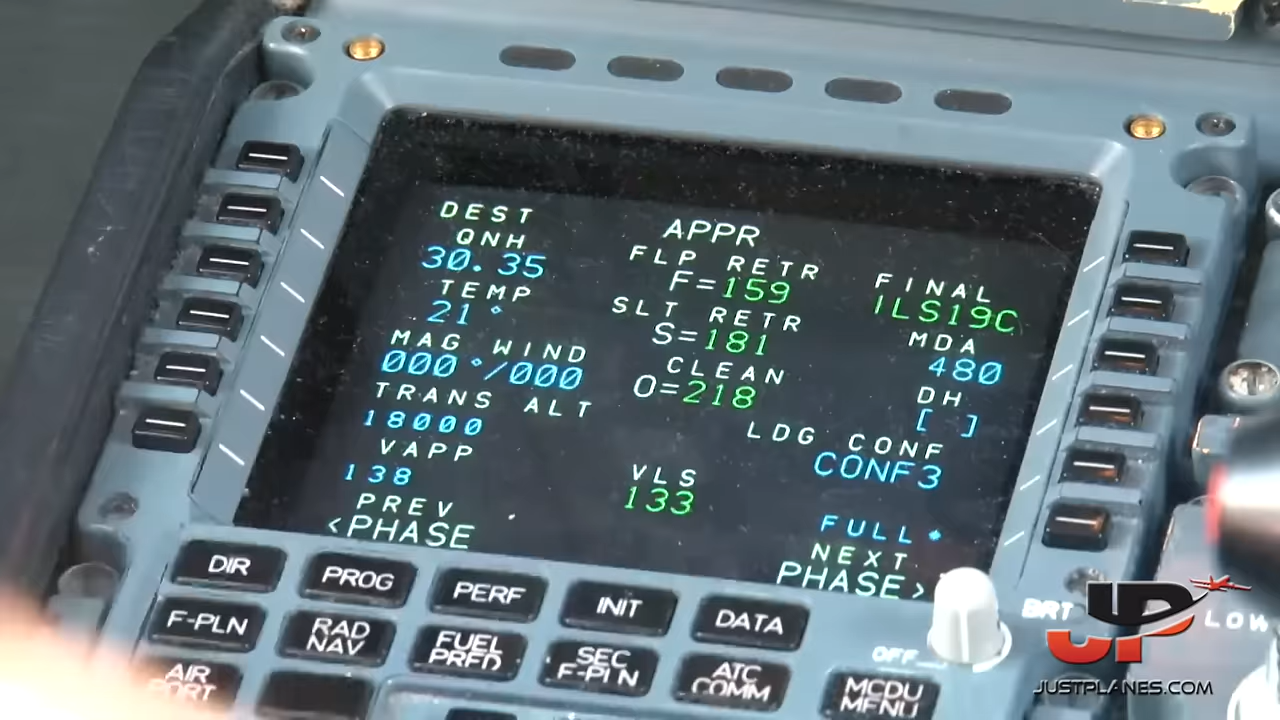 APPR
DEST
QNH
FLP RETR
FINAL
30.35
F=159
ILS19C
TEMP
SLT RETR
MDA
21°
S=181
480
MAG WIND
CLEAN
DH
000°/000
O=218
[ ]
TRANS ALT
LDG CONF
18000
CONF3
VAPP
VLS
138
133
FULL*
PREV
NEXT
<PHASE
PHASE>
DIR
PROG
PERF
INIT
DATA
BRT
LOW
F-PLN
RAD
NAV
FUEL
PRED
SEC
F-PLN
ATC
COMM
MCDU
MENU
OFF
AIR
PORT
JP
JUSTPLANES.COM